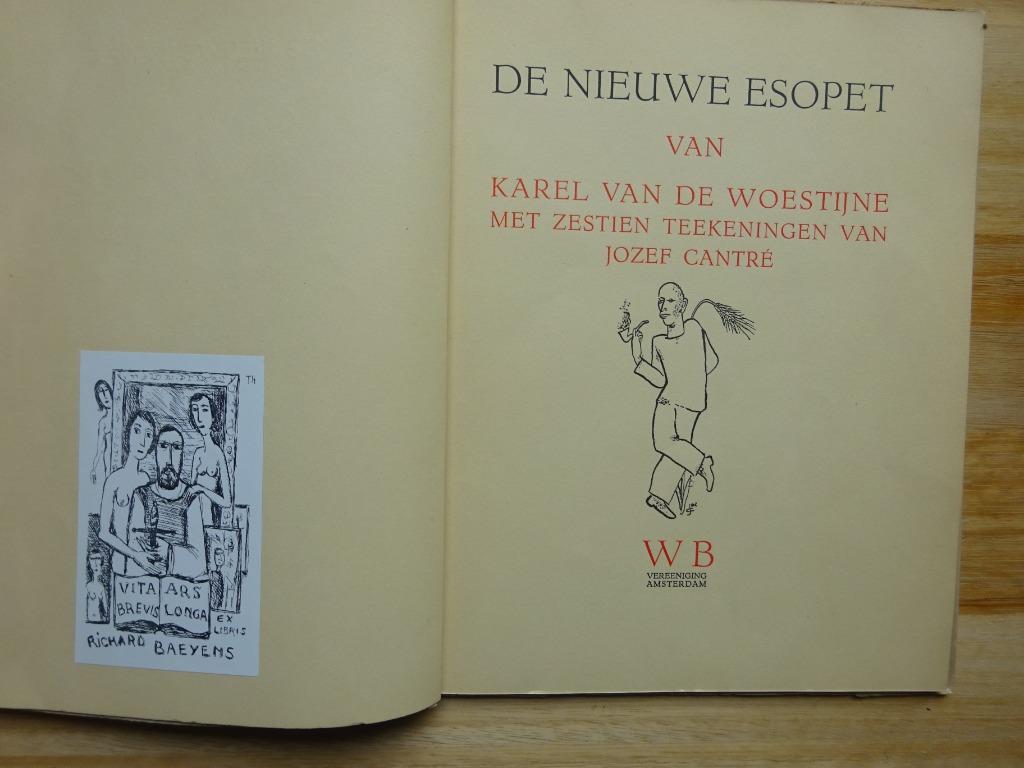 TH
VITA ARS
BREVIS LONGA
EX
LIBRIS
RICHARD BAEYENS
DE NIEUWE ESOPET
VAN
KAREL VAN DE WOESTIJNE
MET ZESTIEN TEEKENINGEN VAN
JOZEF CANTRÉ
WB
VEREENIGING
AMSTERDAM